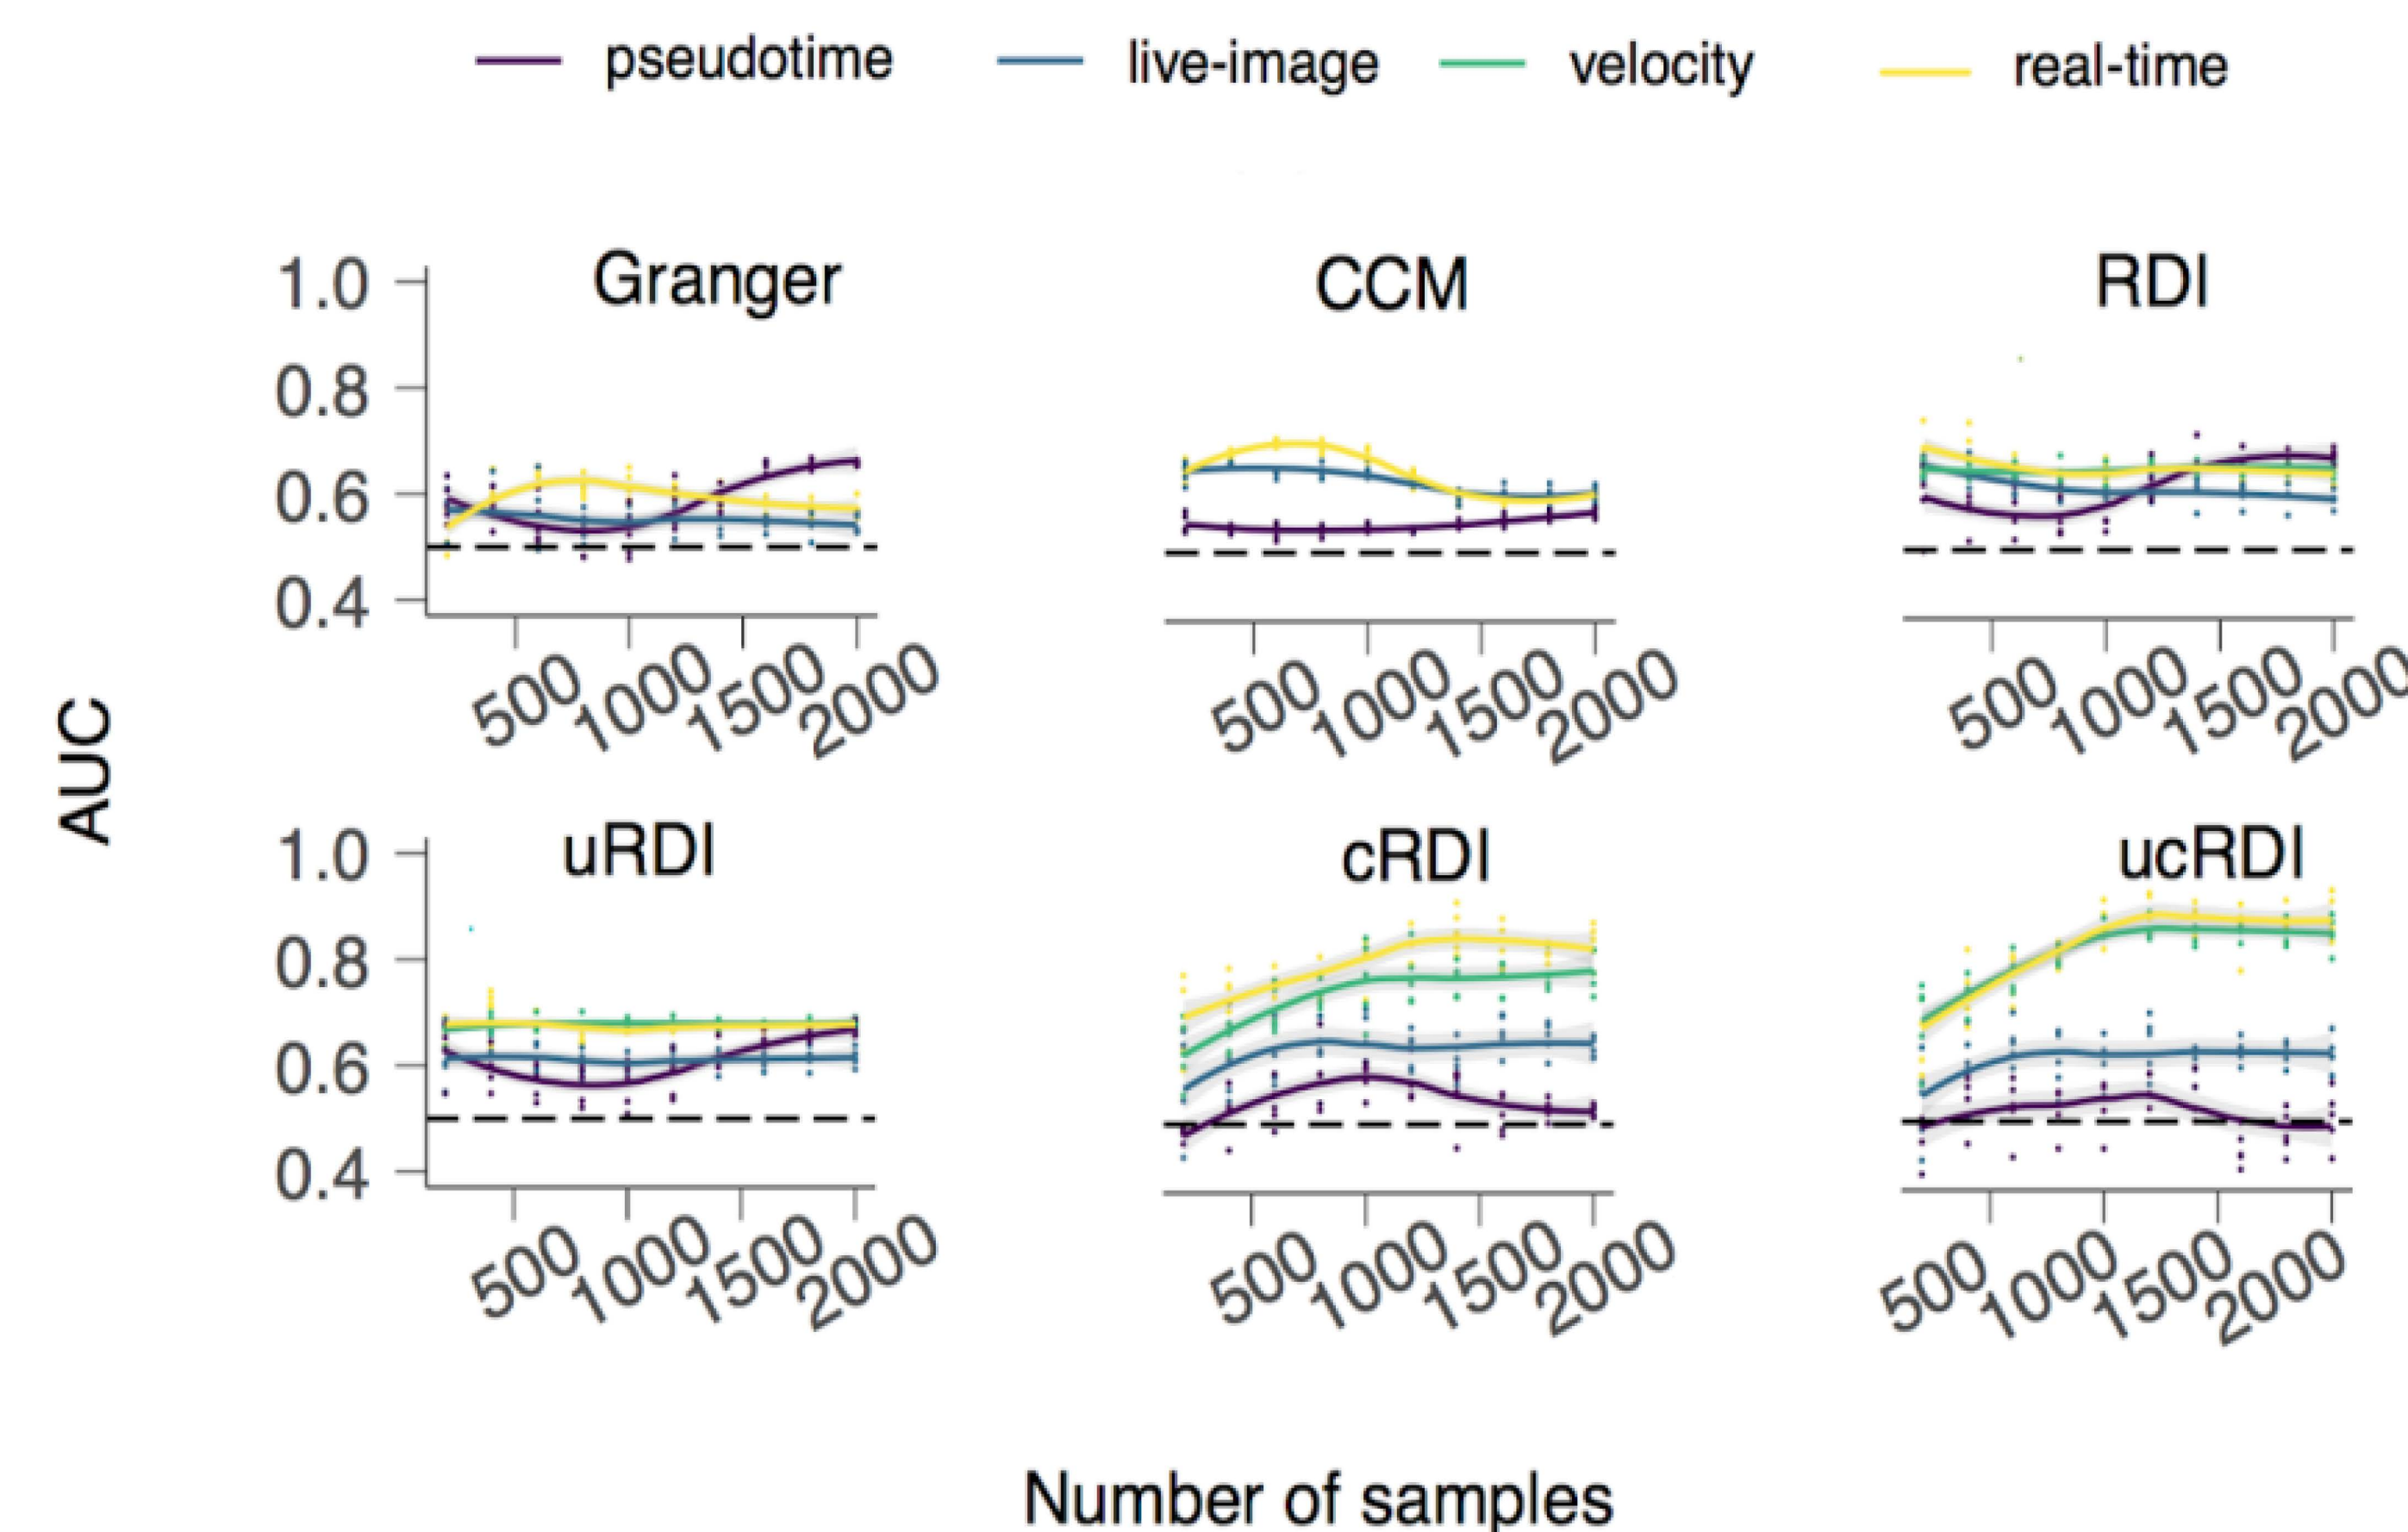 pseudotime live-image velocity real-time
Granger CCM RDI
1.0
0.8
0.6
0.4
500 1000 1500 2000 500 1000 1500 2000 500 1000 1500 2000
AUC
uRDI cRDI ucRDI
1.0
0.8
0.6
0.4
500 1000 1500 2000 500 1000 1500 2000 500 1000 1500 2000
Number of samples